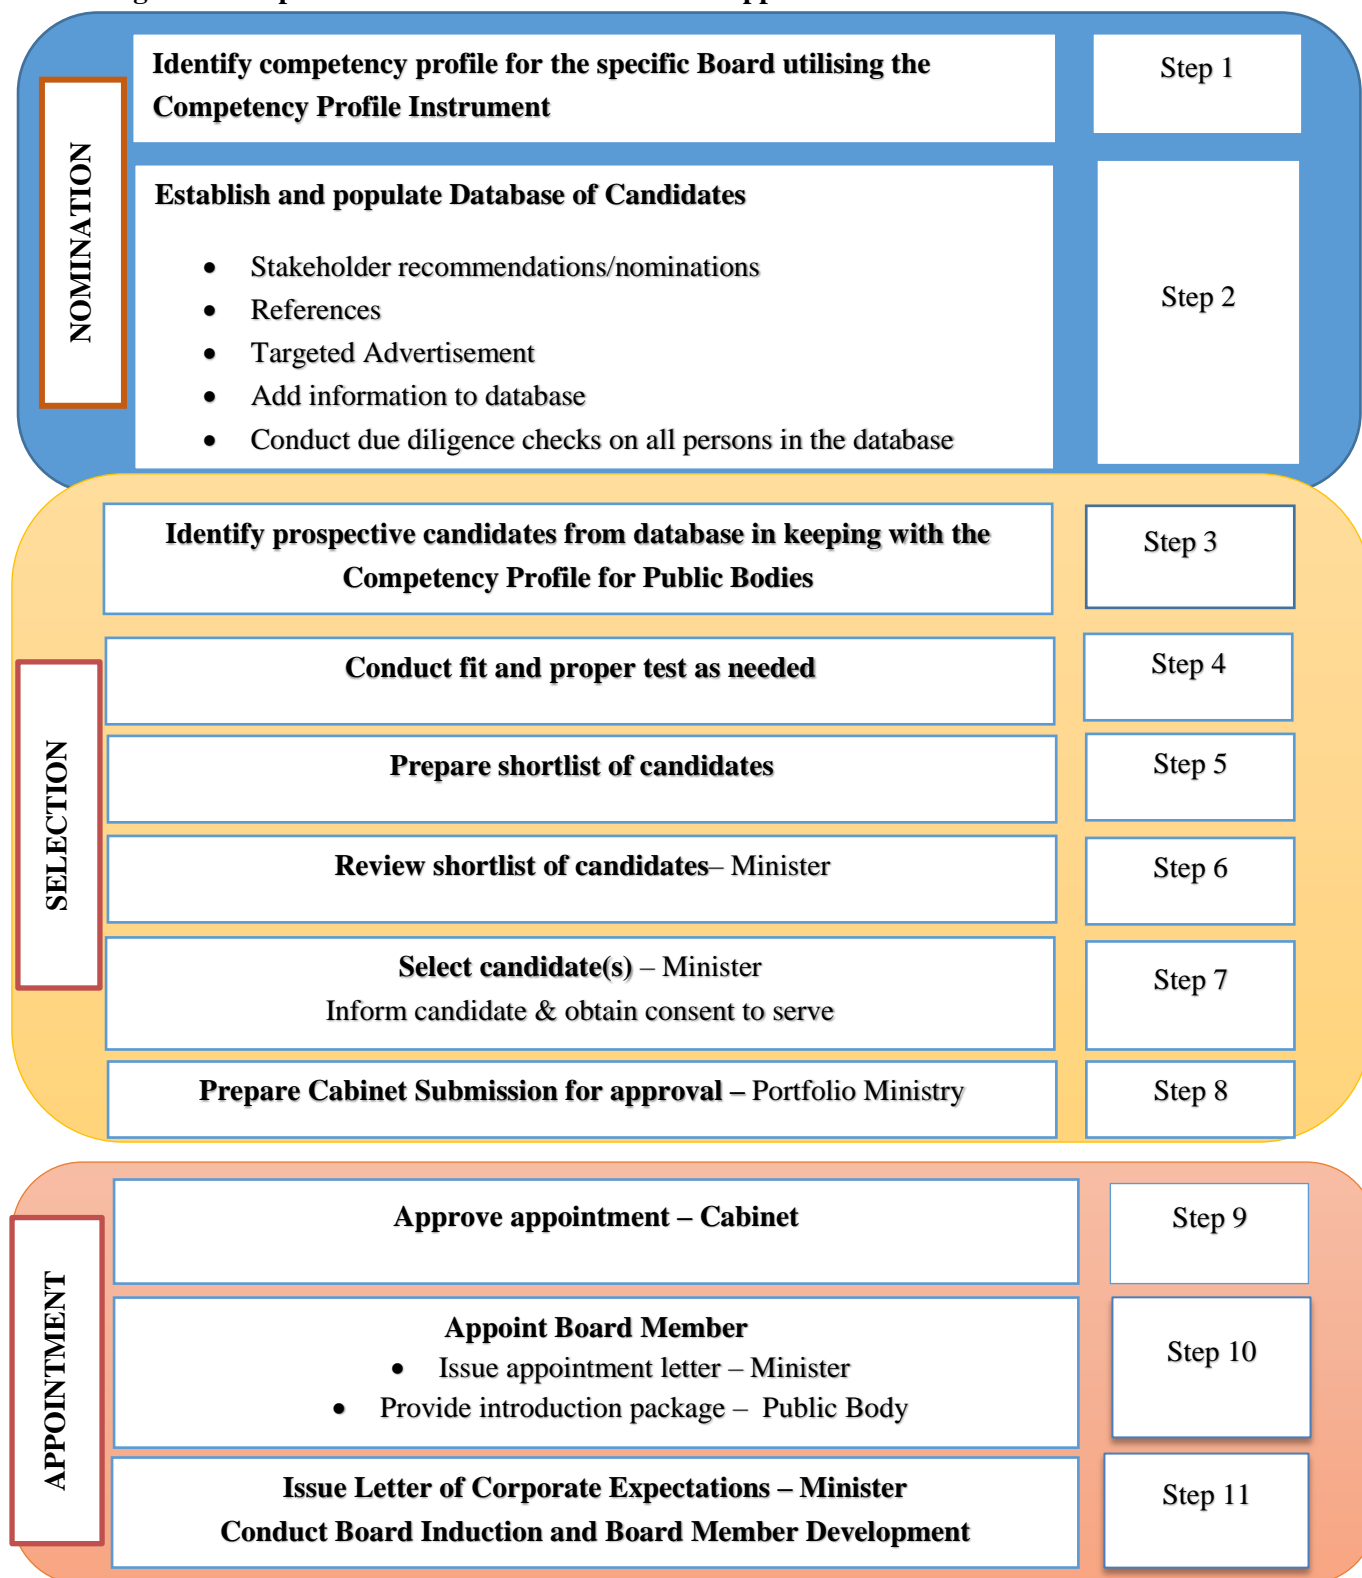 NOMINATION
Identify competency profile for the specific Board utilising the
Competency Profile Instrument
Step 1
Establish and populate Database of Candidates
• Stakeholder recommendations/nominations
• References
• Targeted Advertisement
• Add information to database
• Conduct due diligence checks on all persons in the database
Step 2
SELECTION
Identify prospective candidates from database in keeping with the
Competency Profile for Public Bodies
Step 3
Conduct fit and proper test as needed
Step 4
Prepare shortlist of candidates
Step 5
Review shortlist of candidates– Minister
Step 6
Select candidate(s) – Minister
Inform candidate & obtain consent to serve
Step 7
Prepare Cabinet Submission for approval – Portfolio Ministry
Step 8
APPOINTMENT
Approve appointment – Cabinet
Step 9
Appoint Board Member
• Issue appointment letter – Minister
• Provide introduction package – Public Body
Step 10
Issue Letter of Corporate Expectations – Minister
Conduct Board Induction and Board Member Development
Step 11